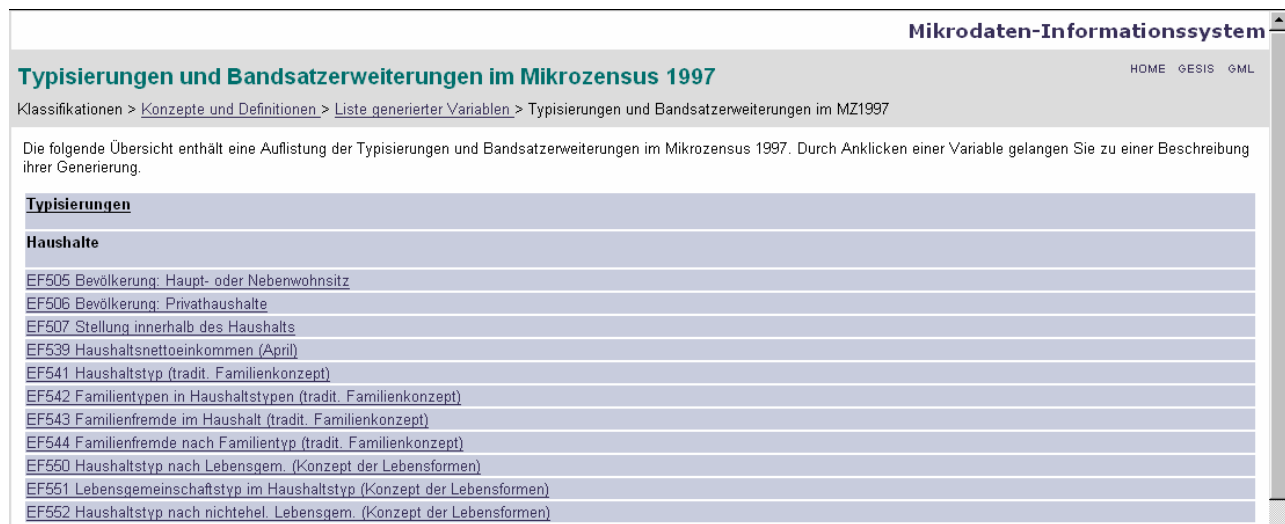 Mikrodaten-Informationssystem
Typisierungen und Bandsatzerweiterungen im Mikrozensus 1997
HOME GESIS GML
Klassifikationen > Konzepte und Definitionen > Liste generierter Variablen > Typisierungen und Bandsatzerweiterungen im MZ1997
Die folgende Übersicht enthält eine Auflistung der Typisierungen und Bandsatzerweiterungen im Mikrozensus 1997. Durch Anklicken einer Variable gelangen Sie zu einer Beschreibung
ihrer Generierung.
Typisierungen
Haushalte
EF505 Bevölkerung: Haupt- oder Nebenwohnsitz
EF506 Bevölkerung: Privathaushalte
EF507 Stellung innerhalb des Haushalts
EF539 Haushaltsnettoeinkommen (April)
EF541 Haushaltstyp (tradit. Familienkonzept)
EF542 Familientypen in Haushaltstypen (tradit. Familienkonzept)
EF543 Familienfremde im Haushalt (tradit. Familienkonzept)
EF544 Familienfremde nach Familientyp (tradit. Familienkonzept)
EF550 Haushaltstyp nach Lebensgem. (Konzept der Lebensformen)
EF551 Lebensgemeinschaftstyp im Haushaltstyp (Konzept der Lebensformen)
EF552 Haushaltstyp nach nichtehel. Lebensgem. (Konzept der Lebensformen)